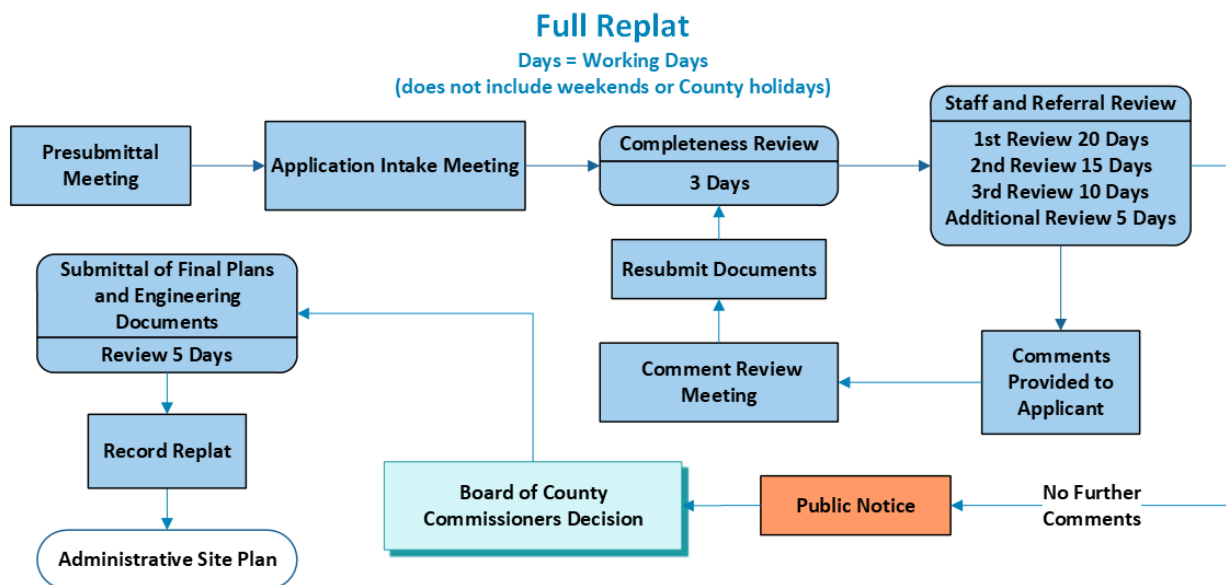 Full Replat
Days = Working Days
(does not include weekends or County holidays)
Presubmittal
Meeting
Application Intake Meeting
Completeness Review
3 Days
Staff and Referral Review
1st Review 20 Days
2nd Review 15 Days
3rd Review 10 Days
Additional Review 5 Days
Comments
Provided to
Applicant
Comment Review
Meeting
Resubmit Documents
No Further
Comments
Public Notice
Board of County
Commissioners Decision
Submittal of Final Plans
and Engineering
Documents
Review 5 Days
Record Replat
Administrative Site Plan